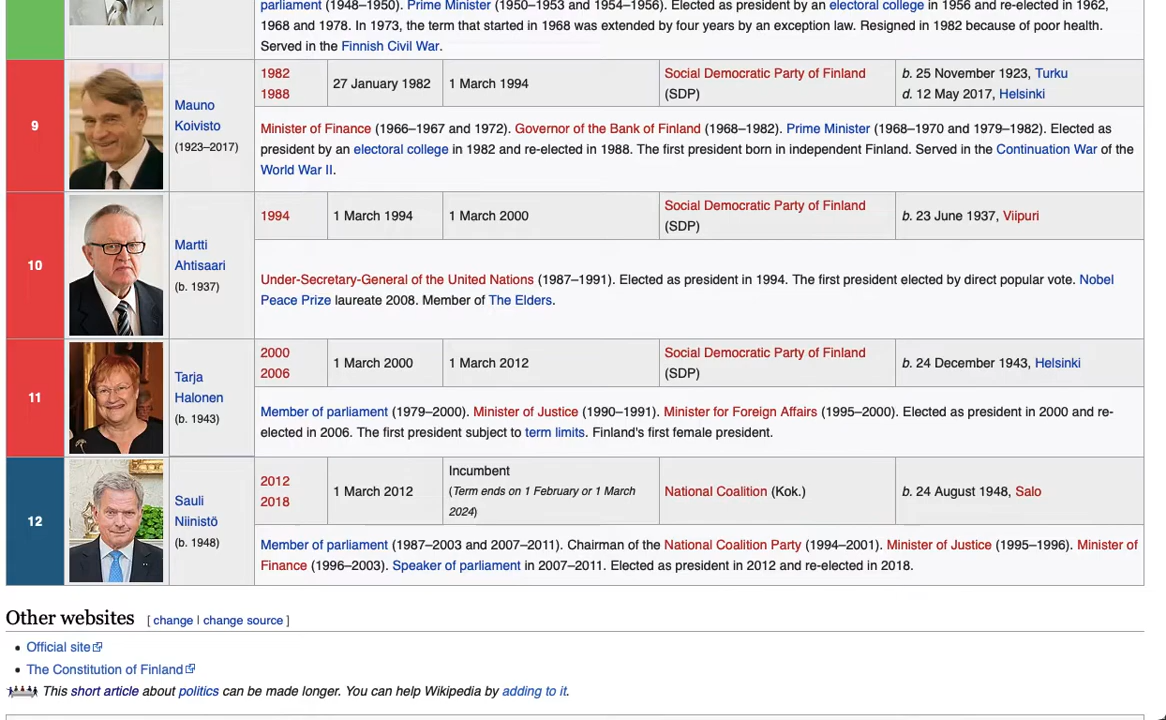 parliament (1948–1950). Prime Minister (1950–1953 and 1954–1956). Elected as president by an electoral college in 1956 and re-elected in 1962,
1968 and 1978. In 1973, the term that started in 1968 was extended by four years by an exception law. Resigned in 1982 because of poor health.
Served in the Finnish Civil War.
9
Mauno
Koivisto
(1923–2017)
1982
1988
27 January 1982
1 March 1994
Social Democratic Party of Finland
(SDP)
b. 25 November 1923, Turku
d. 12 May 2017, Helsinki
Minister of Finance (1966–1967 and 1972). Governor of the Bank of Finland (1968–1982). Prime Minister (1968–1970 and 1979–1982). Elected as
president by an electoral college in 1982 and re-elected in 1988. The first president born in independent Finland. Served in the Continuation War of the
World War II.
10
Martti
Ahtisaari
(b. 1937)
1994
1 March 1994
1 March 2000
Social Democratic Party of Finland
(SDP)
b. 23 June 1937, Viipuri
Under-Secretary-General of the United Nations (1987–1991). Elected as president in 1994. The first president elected by direct popular vote. Nobel
Peace Prize laureate 2008. Member of The Elders.
11
Tarja
Halonen
(b. 1943)
2000
2006
1 March 2000
1 March 2012
Social Democratic Party of Finland
(SDP)
b. 24 December 1943, Helsinki
Member of parliament (1979–2000). Minister of Justice (1990–1991). Minister for Foreign Affairs (1995–2000). Elected as president in 2000 and re-
elected in 2006. The first president subject to term limits. Finland's first female president.
12
Sauli
Niinistö
(b. 1948)
2012
2018
1 March 2012
Incumbent
(Term ends on 1 February or 1 March
2024)
National Coalition (Kok.)
b. 24 August 1948, Salo
Member of parliament (1987–2003 and 2007–2011). Chairman of the National Coalition Party (1994–2001). Minister of Justice (1995–1996). Minister of
Finance (1996–2003). Speaker of parliament in 2007–2011. Elected as president in 2012 and re-elected in 2018.
Other websites [ change | change source ]
• Official site
• The Constitution of Finland
This short article about politics can be made longer. You can help Wikipedia by adding to it.